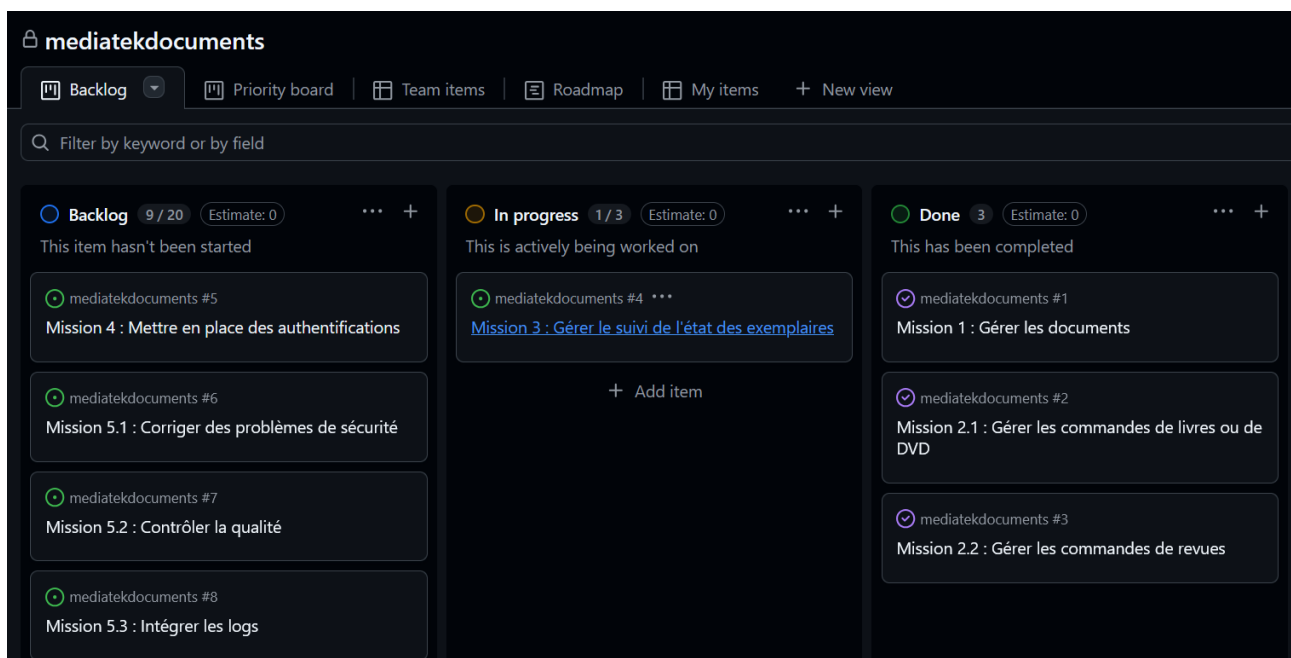 mediatekdocuments
Backlog
Priority board
Team items
Roadmap
My items
+ New view
Filter by keyword or by field
Backlog 9 / 20 Estimate: 0 ... +
This item hasn't been started
mediatekdocuments #5
Mission 4 : Mettre en place des authentifications
mediatekdocuments #6
Mission 5.1 : Corriger des problèmes de sécurité
mediatekdocuments #7
Mission 5.2 : Contrôler la qualité
mediatekdocuments #8
Mission 5.3 : Intégrer les logs
In progress 1 / 3 Estimate: 0 ... +
This is actively being worked on
mediatekdocuments #4 ...
Mission 3 : Gérer le suivi de l'état des exemplaires
+ Add item
Done 3 Estimate: 0 ... +
This has been completed
mediatekdocuments #1
Mission 1 : Gérer les documents
mediatekdocuments #2
Mission 2.1 : Gérer les commandes de livres ou de
DVD
mediatekdocuments #3
Mission 2.2 : Gérer les commandes de revues